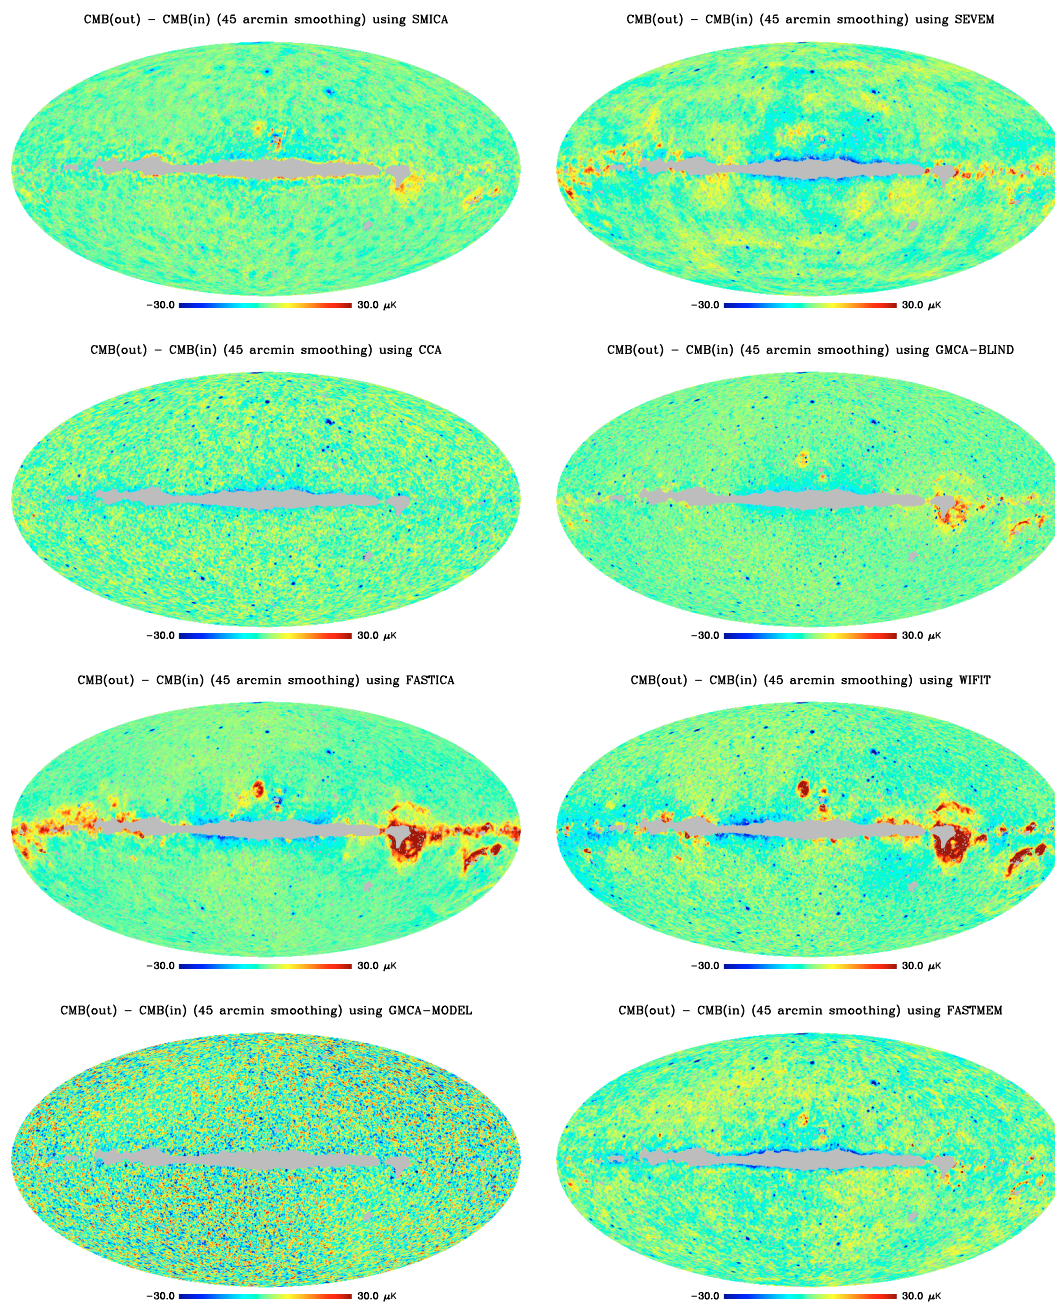 CMB(out) − CMB(in) (45 arcmin smoothing) using SMICA
−30.0 30.0 μK
CMB(out) − CMB(in) (45 arcmin smoothing) using SEVEM
−30.0 30.0 μK
CMB(out) − CMB(in) (45 arcmin smoothing) using CCA
−30.0 30.0 μK
CMB(out) − CMB(in) (45 arcmin smoothing) using GMCA-BLIND
−30.0 30.0 μK
CMB(out) − CMB(in) (45 arcmin smoothing) using FASTICA
−30.0 30.0 μK
CMB(out) − CMB(in) (45 arcmin smoothing) using WIFIT
−30.0 30.0 μK
CMB(out) − CMB(in) (45 arcmin smoothing) using GMCA-MODEL
−30.0 30.0 μK
CMB(out) − CMB(in) (45 arcmin smoothing) using FASTMEM
−30.0 30.0 μK